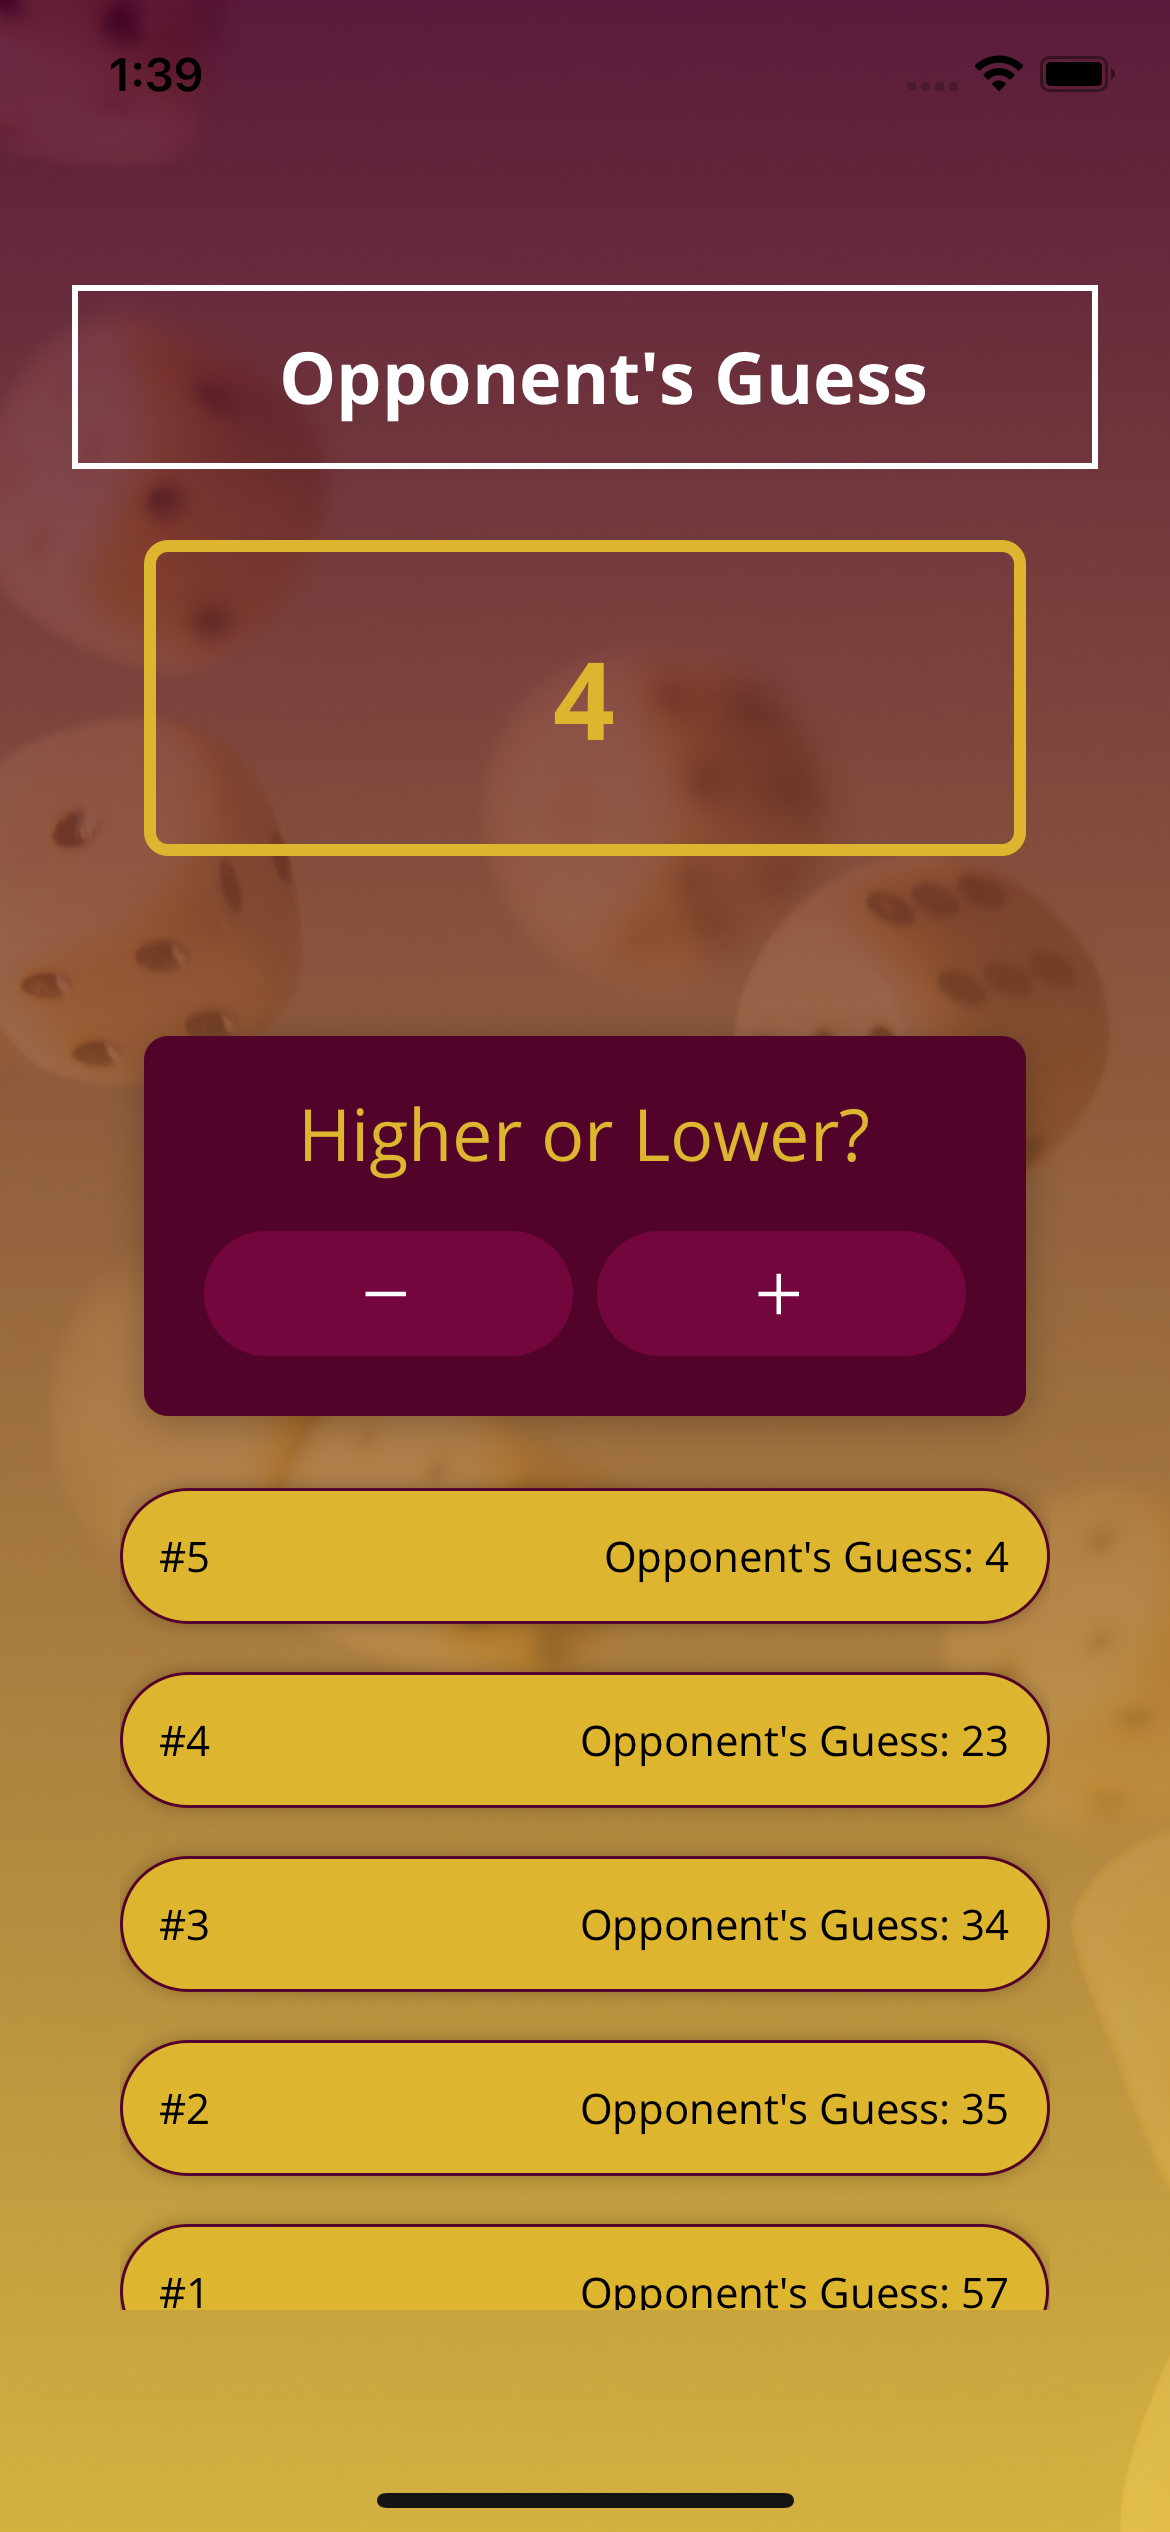 1:39
Opponent's Guess
4
Higher or Lower?
− +
#5 Opponent's Guess: 4
#4 Opponent's Guess: 23
#3 Opponent's Guess: 34
#2 Opponent's Guess: 35
#1 Opponent's Guess: 57